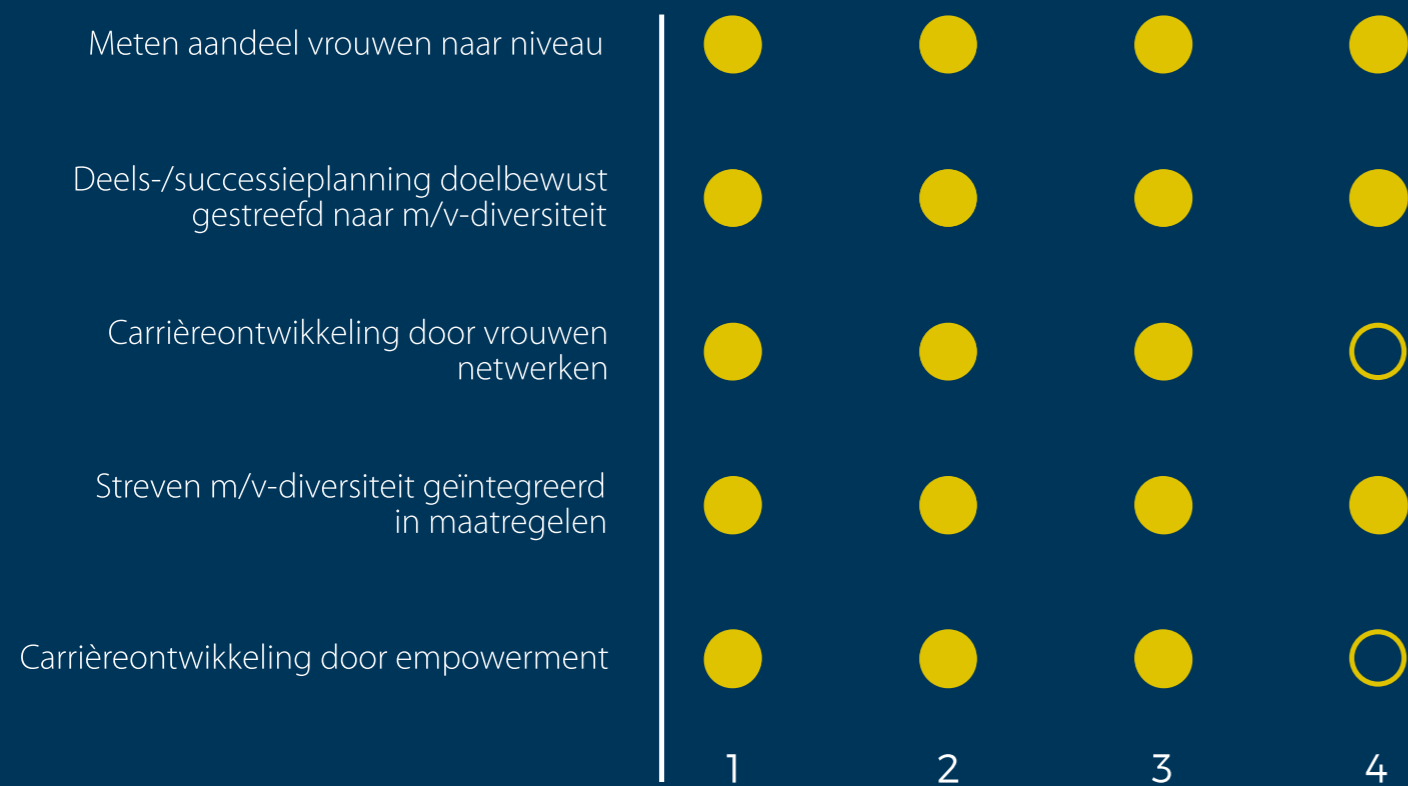 Meten aandeel vrouwen naar niveau
Deels-/successieplanning doelbewust
gestreefd naar m/v-diversiteit
Carrièreontwikkeling door vrouwen
netwerken
Streven m/v-diversiteit geïntegreerd
in maatregelen
Carrièreontwikkeling door empowerment
1 2 3 4